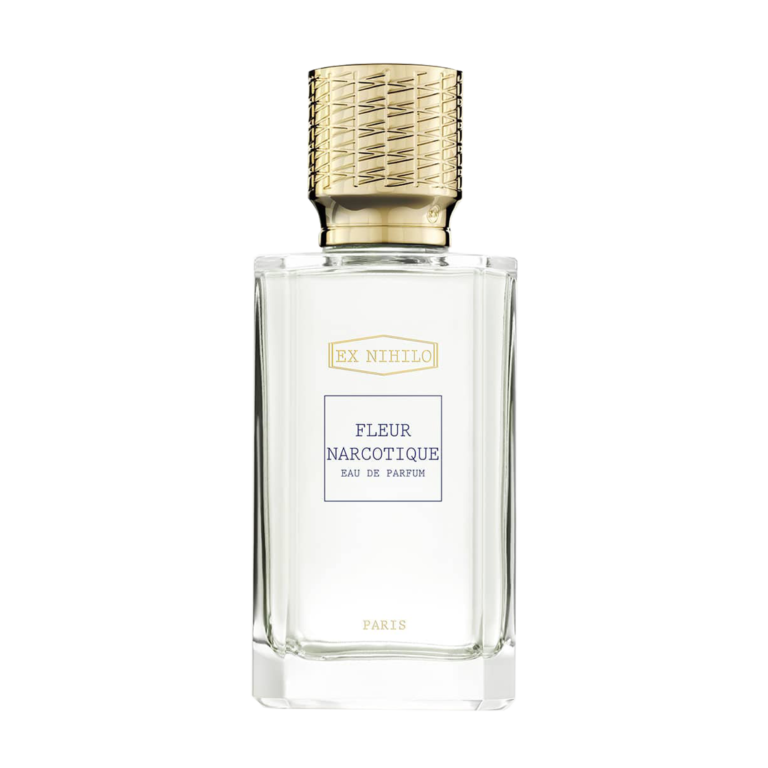 EX NIHILO
FLEUR
NARCOTIQUE
EAU DE PARFUM
PARIS